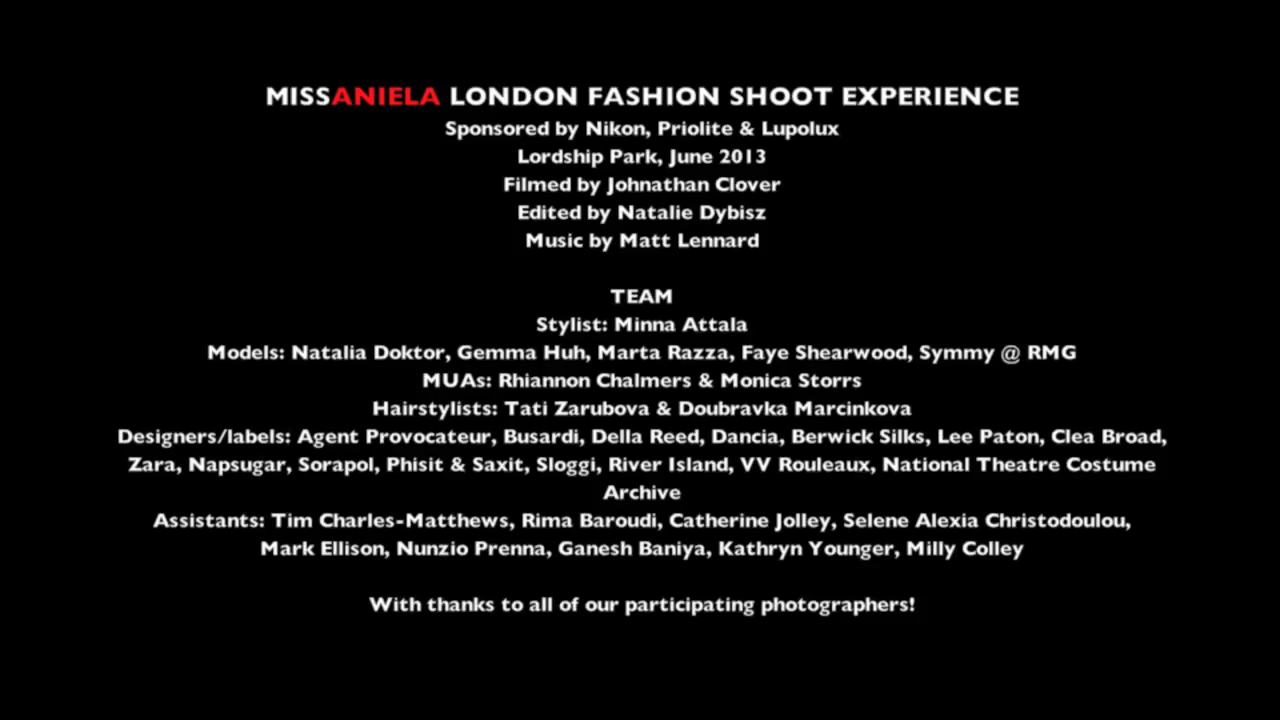 MISSANIELA LONDON FASHION SHOOT EXPERIENCE
Sponsored by Nikon, Priolite & Lupolux
Lordship Park, June 2013
Filmed by Johnathan Clover
Edited by Natalie Dybisz
Music by Matt Lennard
TEAM
Stylist: Minna Attala
Models: Natalia Doktor, Gemma Huh, Marta Razza, Faye Shearwood, Symmy @ RMG
MUAs: Rhiannon Chalmers & Monica Storrs
Hairstylists: Tati Zarubova & Doubravka Marcinkova
Designers/labels: Agent Provocateur, Busardi, Della Reed, Dancia, Berwick Silks, Lee Paton, Clea Broad,
Zara, Napsugar, Sorapol, Phisit & Saxit, Sloggi, River Island, VV Rouleaux, National Theatre Costume
Archive
Assistants: Tim Charles-Matthews, Rima Baroudi, Catherine Jolley, Selene Alexia Christodoulou,
Mark Ellison, Nunzio Prenna, Ganesh Baniya, Kathryn Younger, Milly Colley
With thanks to all of our participating photographers!